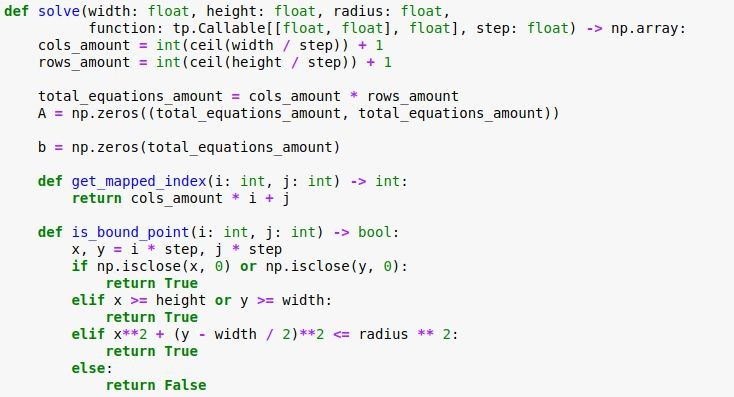 def solve(width: float, height: float, radius: float,
          function: tp.Callable[[float, float], float], step: float) -> np.array:
    cols_amount = int(ceil(width / step)) + 1
    rows_amount = int(ceil(height / step)) + 1

    total_equations_amount = cols_amount * rows_amount
    A = np.zeros((total_equations_amount, total_equations_amount))

    b = np.zeros(total_equations_amount)

    def get_mapped_index(i: int, j: int) -> int:
        return cols_amount * i + j

    def is_bound_point(i: int, j: int) -> bool:
        x, y = i * step, j * step
        if np.isclose(x, 0) or np.isclose(y, 0):
            return True
        elif x >= height or y >= width:
            return True
        elif x**2 + (y - width / 2)**2 <= radius ** 2:
            return True
        else:
            return False